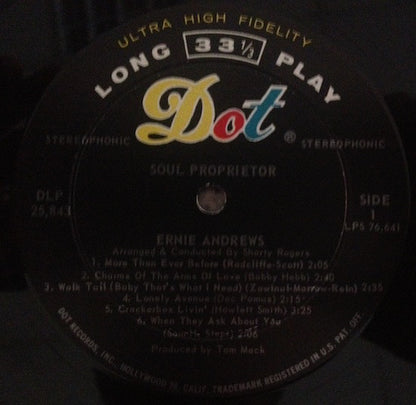 ULTRA HIGH FIDELITY
LONG 33⅓ PLAY
Dot®
STEREOPHONIC STEREOPHONIC
SOUL PROPRIETOR
DLP
25,843
SIDE
1
LPS 76,641
ERNIE ANDREWS
Arranged & Conducted By Shorty Rogers
1. More Than Ever Before (Radcliffe-Scott) 2:05
2. Chains Of The Arms Of Love (Bobby Hebb) 2:40
3. Walk Tall (Baby That's What I Need) (Zawinul-Marrow-Rein) 2:35
4. Lonely Avenue (Doc Pomus) 2:15
5. Crackerbox Livin' (Howlett Smith) 3:25
6. When They Ask About You
2:06
Produced by Tom Mack
DOT RECORDS, INC. HOLLYWOOD 28, CALIF. TRADEMARK REGISTERED IN U.S. PAT. OFF.